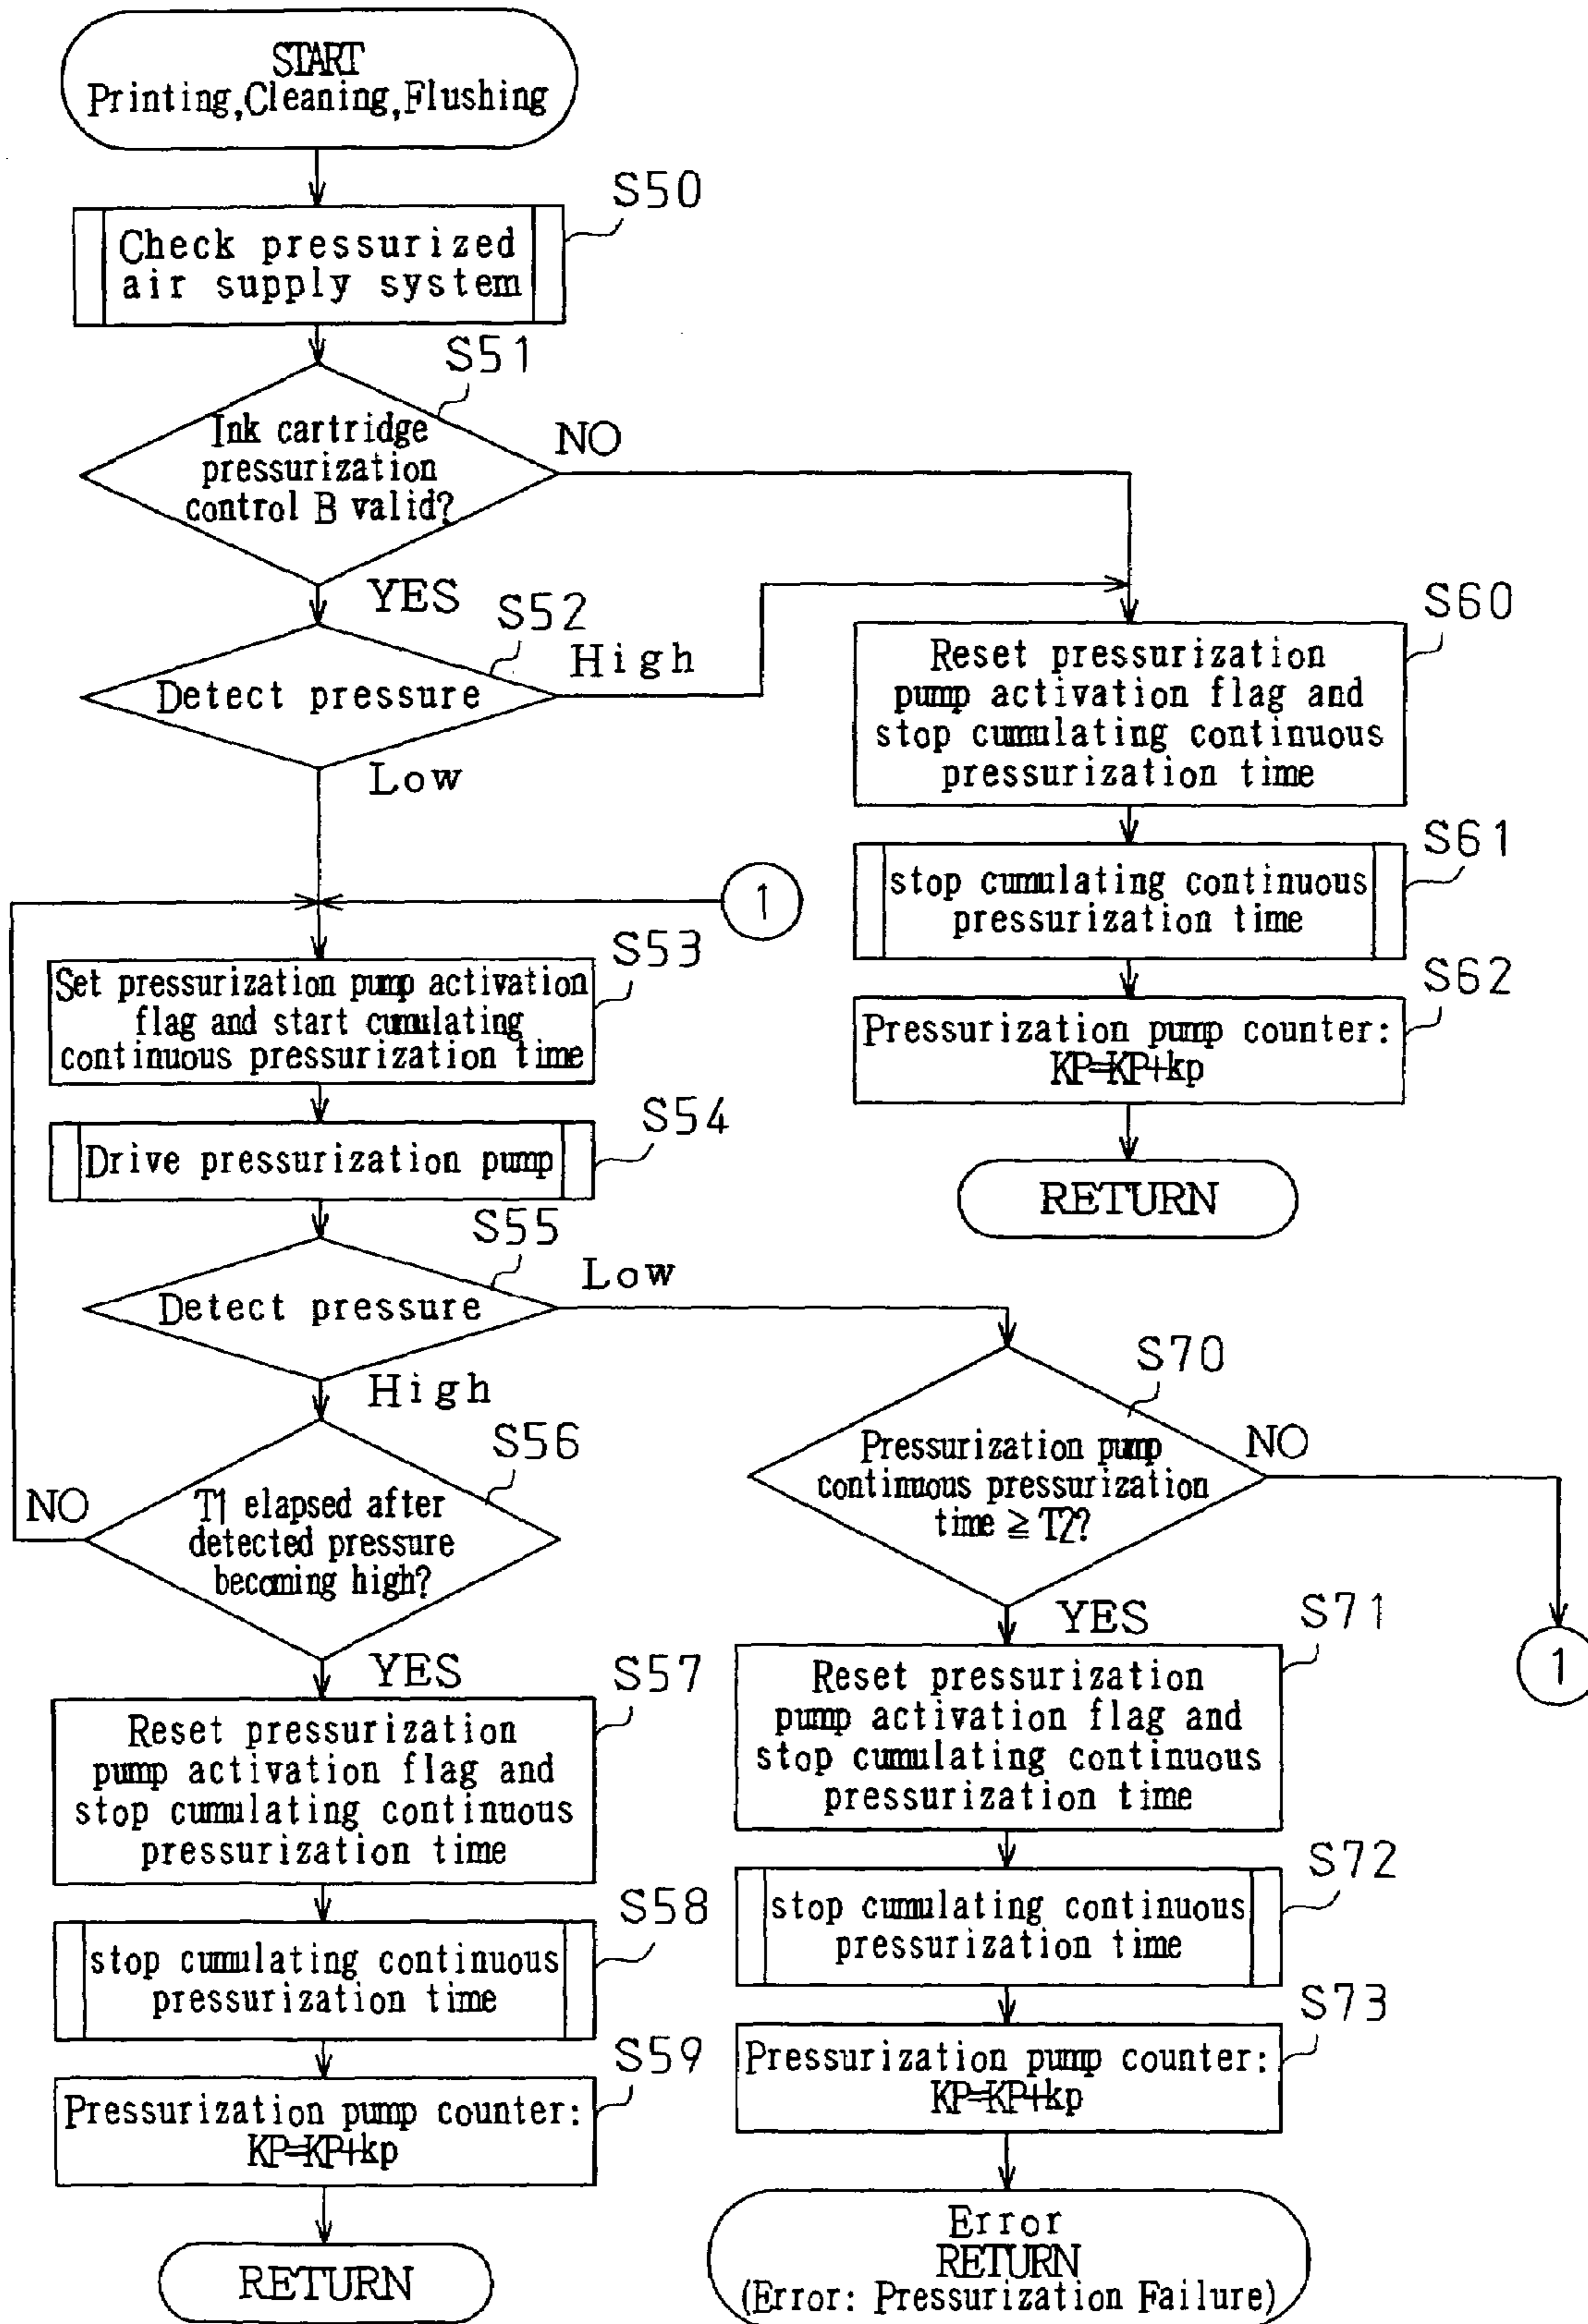 START
Printing,Cleaning,Flushing
S50
Check pressurized
air supply system
S51
Ink cartridge
pressurization
control B valid?
NO
YES
S52
Detect pressure
High
Low
S60
Reset pressurization
pump activation flag and
stop cumulating continuous
pressurization time
S61
stop cumulating continuous
pressurization time
S62
Pressurization pump counter:
KP=KP+kp
RETURN
1
S53
Set pressurization pump activation
flag and start cumulating
continuous pressurization time
S54
Drive pressurization pump
S55
Detect pressure
Low
High
S56
T1 elapsed after
detected pressure
becoming high?
NO
YES
S57
Reset pressurization
pump activation flag and
stop cumulating continuous
pressurization time
S58
stop cumulating continuous
pressurization time
S59
Pressurization pump counter:
KP=KP+kp
RETURN
S70
Pressurization pump
continuous pressurization
time ≧ T2?
NO
1
YES
S71
Reset pressurization
pump activation flag and
stop cumulating continuous
pressurization time
S72
stop cumulating continuous
pressurization time
S73
Pressurization pump counter:
KP=KP+kp
Error
RETURN
(Error: Pressurization Failure)